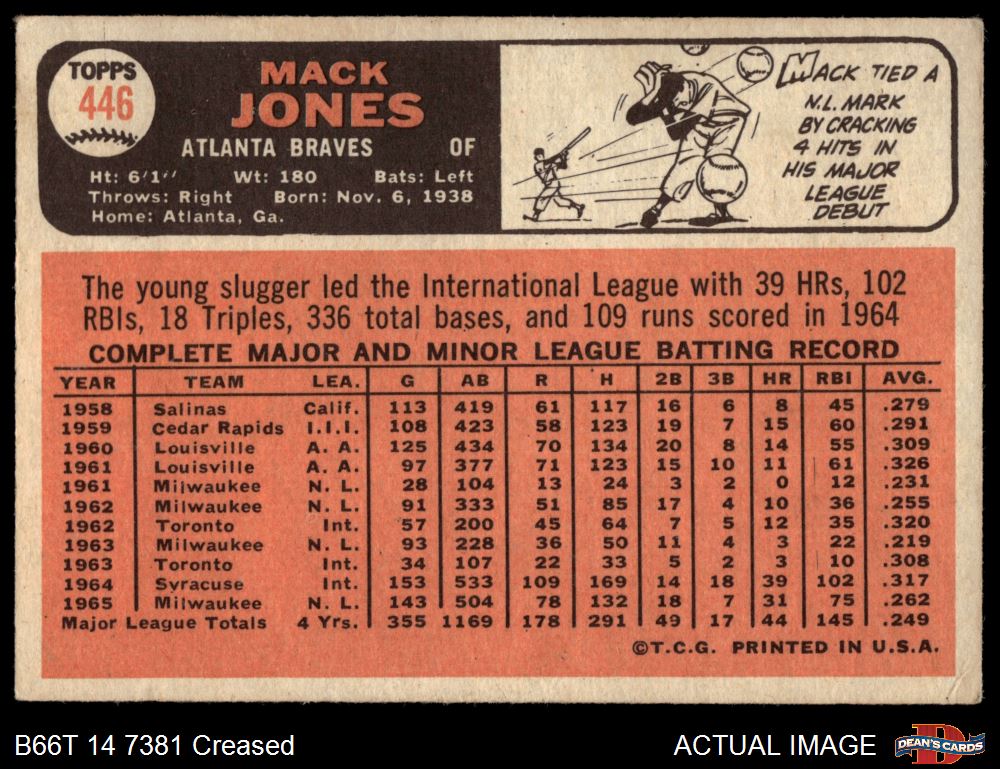 TOPPS
446
MACK
JONES
ATLANTA BRAVES OF
Ht: 6'1" Wt: 180 Bats: Left
Throws: Right Born: Nov. 6, 1938
Home: Atlanta, Ga.
MACK TIED A
N.L. MARK
BY CRACKING
4 HITS IN
HIS MAJOR
LEAGUE
DEBUT
The young slugger led the International League with 39 HRs, 102
RBIs, 18 Triples, 336 total bases, and 109 runs scored in 1964
COMPLETE MAJOR AND MINOR LEAGUE BATTING RECORD
YEAR TEAM LEA. G AB R H 2B 3B HR RBI AVG.
1958 Salinas Calif. 113 419 61 117 16 6 8 45 .279
1959 Cedar Rapids I.I.I. 108 423 58 123 19 7 15 60 .291
1960 Louisville A. A. 125 434 70 134 20 8 14 55 .309
1961 Louisville A. A. 97 377 71 123 15 10 11 61 .326
1961 Milwaukee N. L. 28 104 13 24 3 2 0 12 .231
1962 Milwaukee N. L. 91 333 51 85 17 4 10 36 .255
1962 Toronto Int. 57 200 45 64 7 5 12 35 .320
1963 Milwaukee N. L. 93 228 36 50 11 4 3 22 .219
1963 Toronto Int. 34 107 22 33 5 2 3 10 .308
1964 Syracuse Int. 153 533 109 169 14 18 39 102 .317
1965 Milwaukee N. L. 143 504 78 132 18 7 31 75 .262
Major League Totals 4 Yrs. 355 1169 178 291 49 17 44 145 .249
©T.C.G. PRINTED IN U.S.A.
B66T 14 7381 Creased
ACTUAL IMAGE
D
DEAN'S CARDS